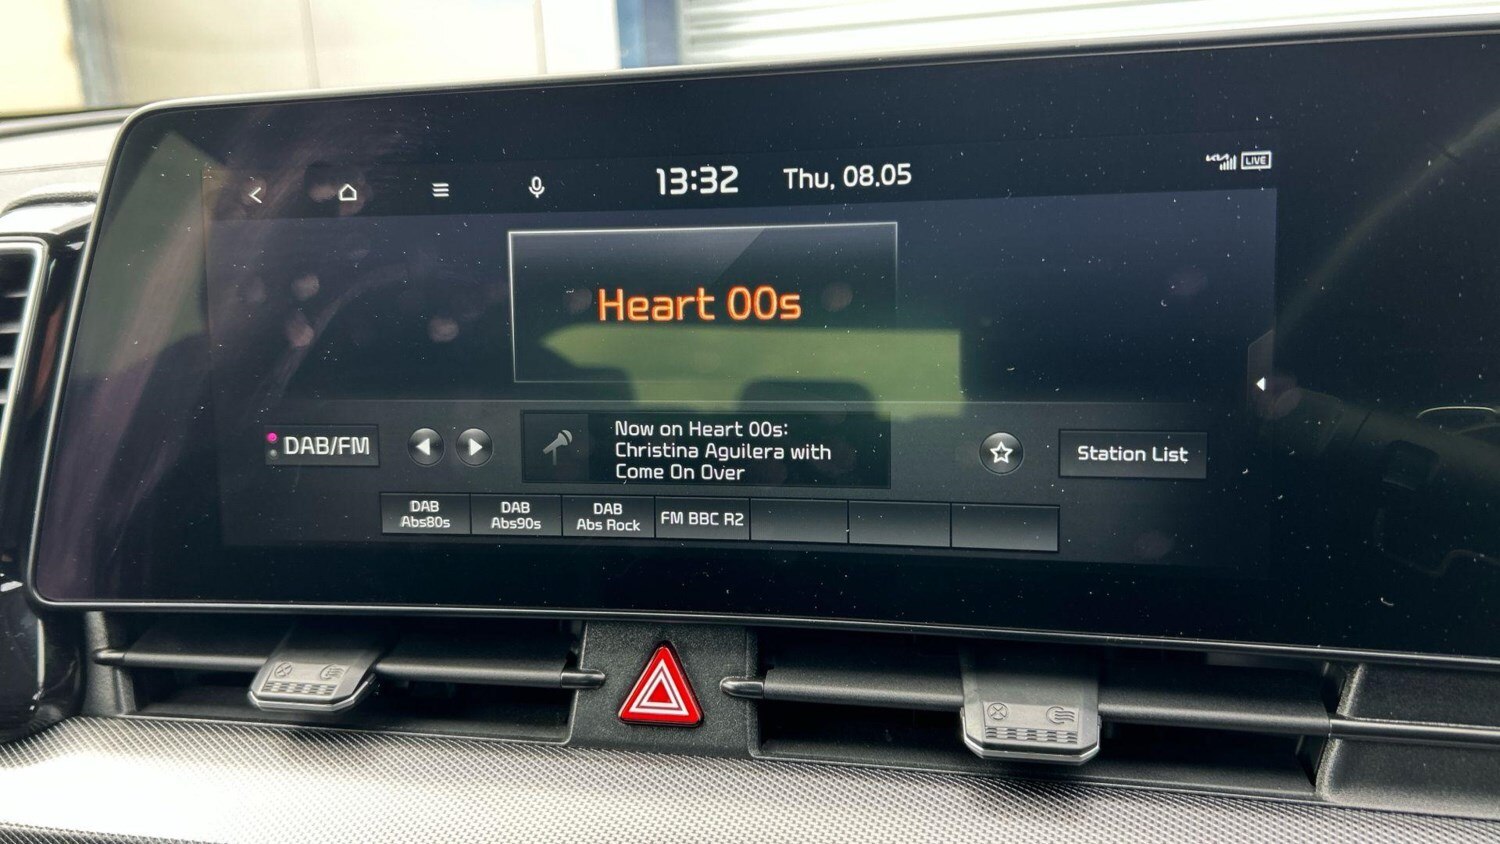 13:32 Thu, 08.05
KIA LIVE
Heart 00s
DAB/FM
Now on Heart 00s:
Christina Aguilera with
Come On Over
Station List
DAB
Abs80s
DAB
Abs90s
DAB
Abs Rock
FM BBC R2